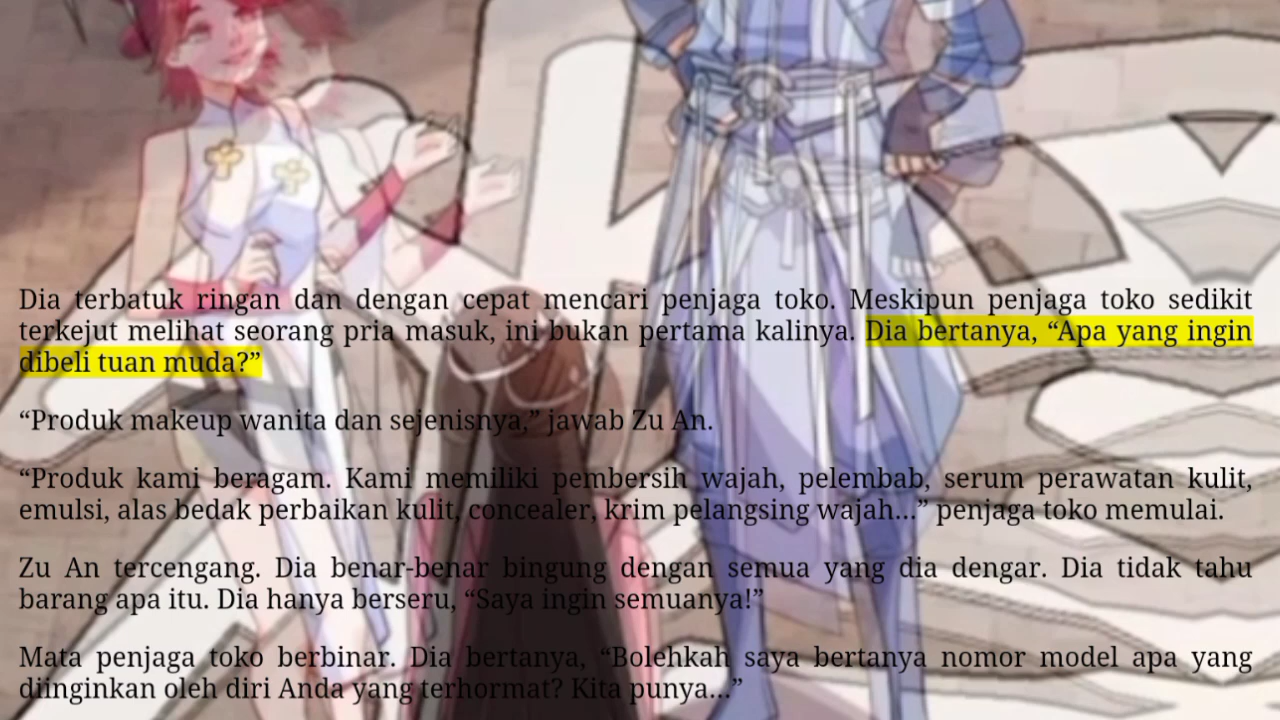 Dia terbatuk ringan dan dengan cepat mencari penjaga toko. Meskipun penjaga toko sedikit
terkejut melihat seorang pria masuk, ini bukan pertama kalinya. Dia bertanya, “Apa yang ingin
dibeli tuan muda?”
“Produk makeup wanita dan sejenisnya,” jawab Zu An.
“Produk kami beragam. Kami memiliki pembersih wajah, pelembab, serum perawatan kulit,
emulsi, alas bedak perbaikan kulit, concealer, krim pelangsing wajah...” penjaga toko memulai.
Zu An tercengang. Dia benar-benar bingung dengan semua yang dia dengar. Dia tidak tahu
barang apa itu. Dia hanya berseru, “Saya ingin semuanya!”
Mata penjaga toko berbinar. Dia bertanya, “Bolehkah saya bertanya nomor model apa yang
diinginkan oleh diri Anda yang terhormat? Kita punya...”